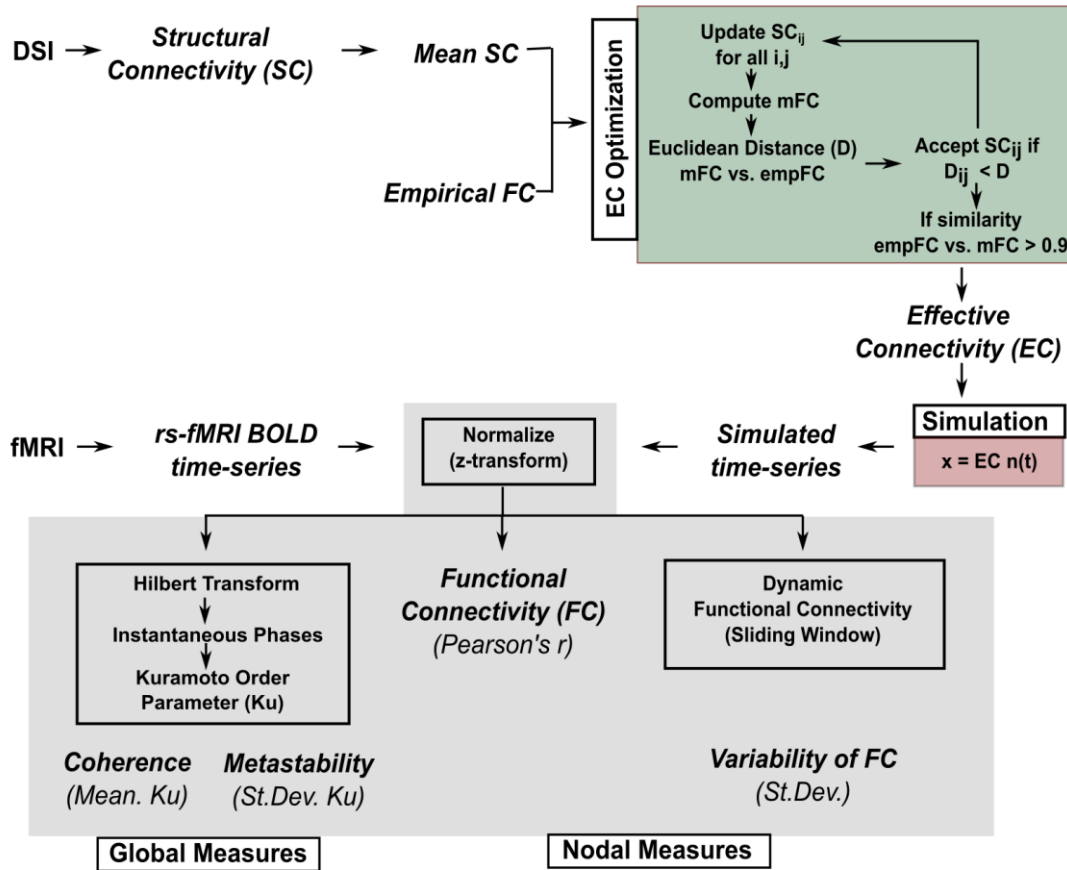 DSI
Structural
Connectivity (SC)
Mean SC
Empirical FC
EC Optimization
Update SCij
for all i,j
Compute mFC
Euclidean Distance (D)
mFC vs. empFC
Accept SCij if
Dij < D
If similarity
empFC vs. mFC > 0.9
Effective
Connectivity (EC)
Simulation
x = EC n(t)
Simulated
time-series
fMRI
rs-fMRI BOLD
time-series
Normalize
(z-transform)
Hilbert Transform
Instantaneous Phases
Kuramoto Order
Parameter (Ku)
Functional
Connectivity (FC)
(Pearson's r)
Dynamic
Functional Connectivity
(Sliding Window)
Coherence
(Mean. Ku)
Metastability
(St.Dev. Ku)
Variability of FC
(St.Dev.)
Global Measures
Nodal Measures